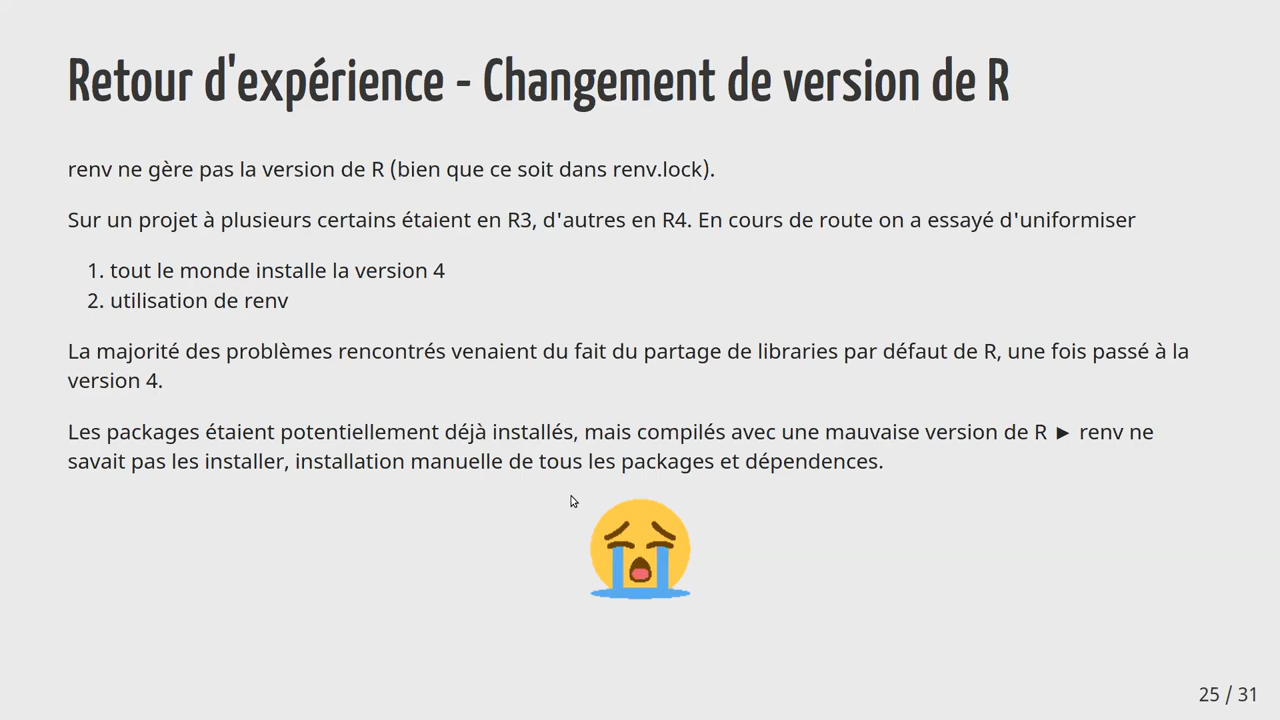 Retour d'expérience - Changement de version de R
renv ne gère pas la version de R (bien que ce soit dans renv.lock).
Sur un projet à plusieurs certains étaient en R3, d'autres en R4. En cours de route on a essayé d'uniformiser
1. tout le monde installe la version 4
2. utilisation de renv
La majorité des problèmes rencontrés venaient du fait du partage de libraries par défaut de R, une fois passé à la
version 4.
Les packages étaient potentiellement déjà installés, mais compilés avec une mauvaise version de R ► renv ne
savait pas les installer, installation manuelle de tous les packages et dépendences.
25 / 31